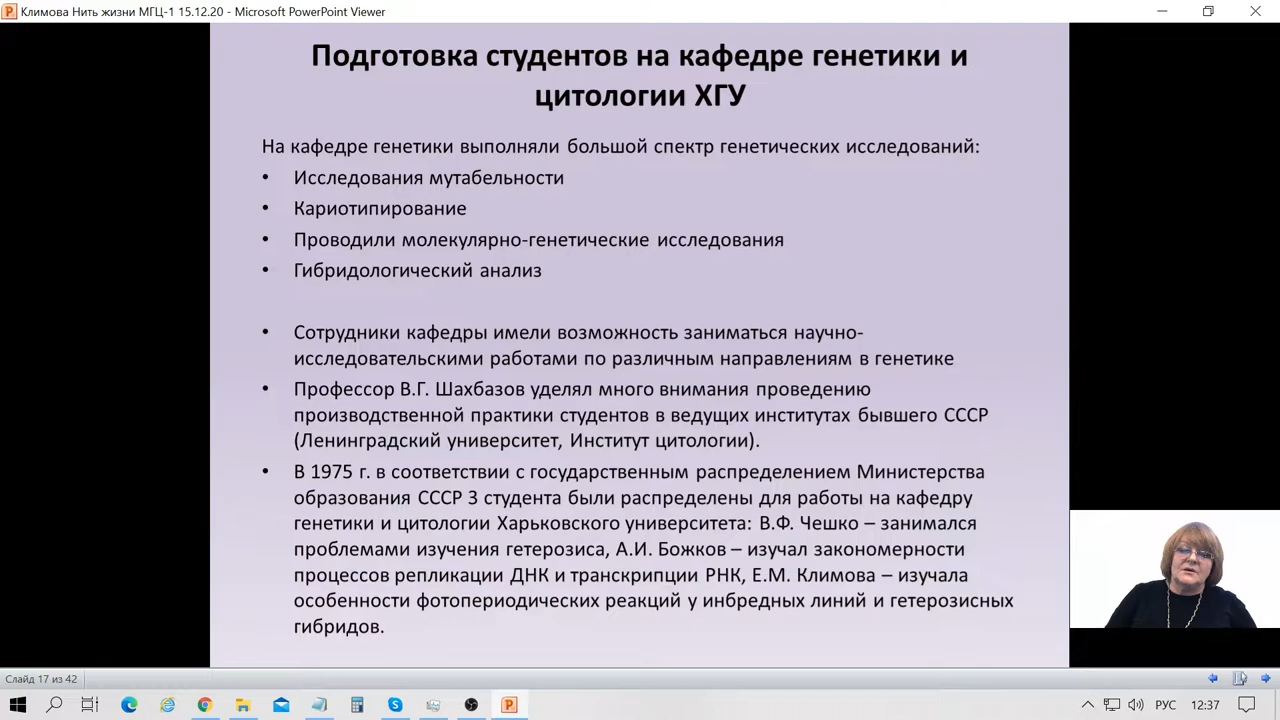 Климова Нить жизни МГЦ-1 15.12.20 - Microsoft PowerPoint Viewer
Подготовка студентов на кафедре генетики и
цитологии ХГУ
На кафедре генетики выполняли большой спектр генетических исследований:
• Исследования мутабельности
• Кариотипирование
• Проводили молекулярно-генетические исследования
• Гибридологический анализ
• Сотрудники кафедры имели возможность заниматься научно-
исследовательскими работами по различным направлениям в генетике
• Профессор В.Г. Шахбазов уделял много внимания проведению
производственной практики студентов в ведущих институтах бывшего СССР
(Ленинградский университет, Институт цитологии).
• В 1975 г. в соответствии с государственным распределением Министерства
образования СССР 3 студента были распределены для работы на кафедру
генетики и цитологии Харьковского университета: В.Ф. Чешко – занимался
проблемами изучения гетерозиса, А.И. Божков – изучал закономерности
процессов репликации ДНК и транскрипции РНК, Е.М. Климова – изучала
особенности фотопериодических реакций у инбредных линий и гетерозисных
гибридов.
Слайд 17 из 42
РУС 12:37